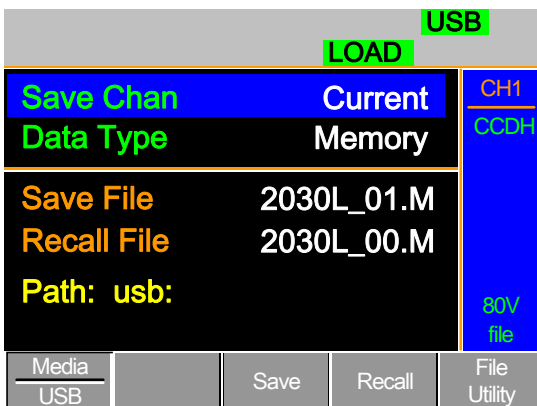 USB
LOAD
Save Chan Current
Data Type Memory
Save File 2030L_01.M
Recall File 2030L_00.M
Path: usb:
CH1
CCDH
80V
file
Media
USB
Save
Recall
File
Utility